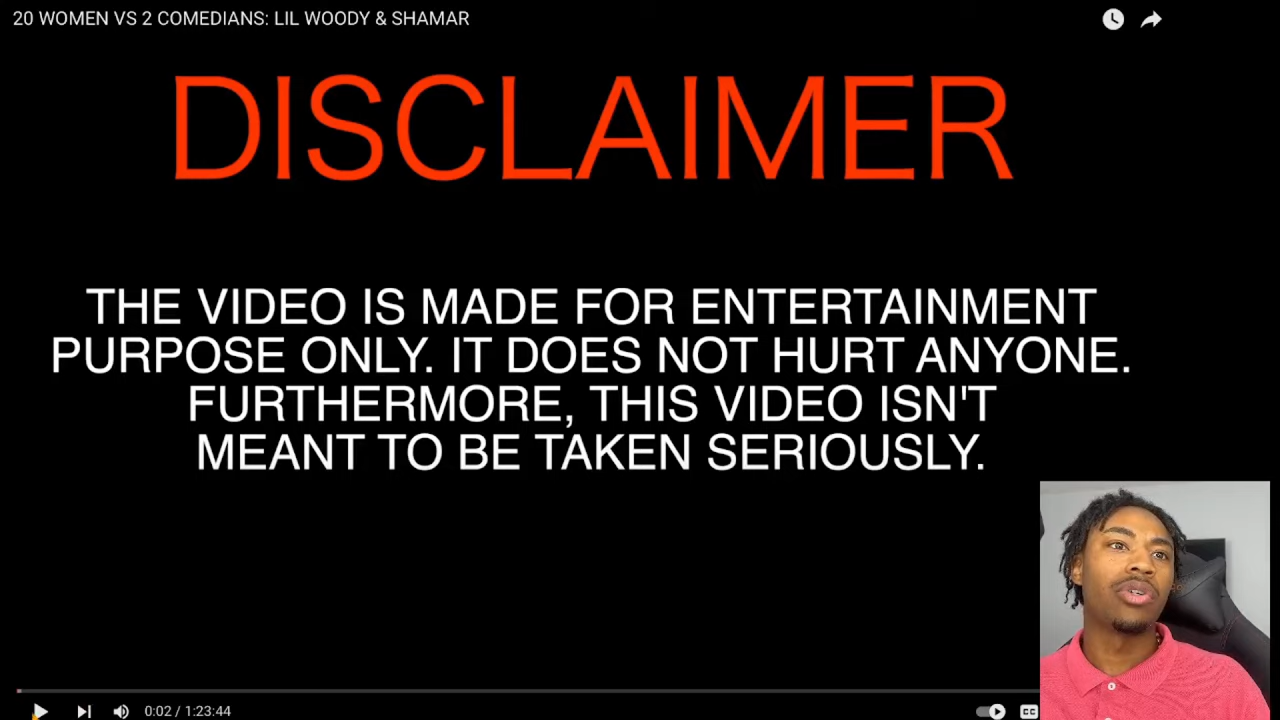 20 WOMEN VS 2 COMEDIANS: LIL WOODY & SHAMAR
DISCLAIMER
THE VIDEO IS MADE FOR ENTERTAINMENT
PURPOSE ONLY. IT DOES NOT HURT ANYONE.
FURTHERMORE, THIS VIDEO ISN'T
MEANT TO BE TAKEN SERIOUSLY.
0:02 / 1:23:44
CC